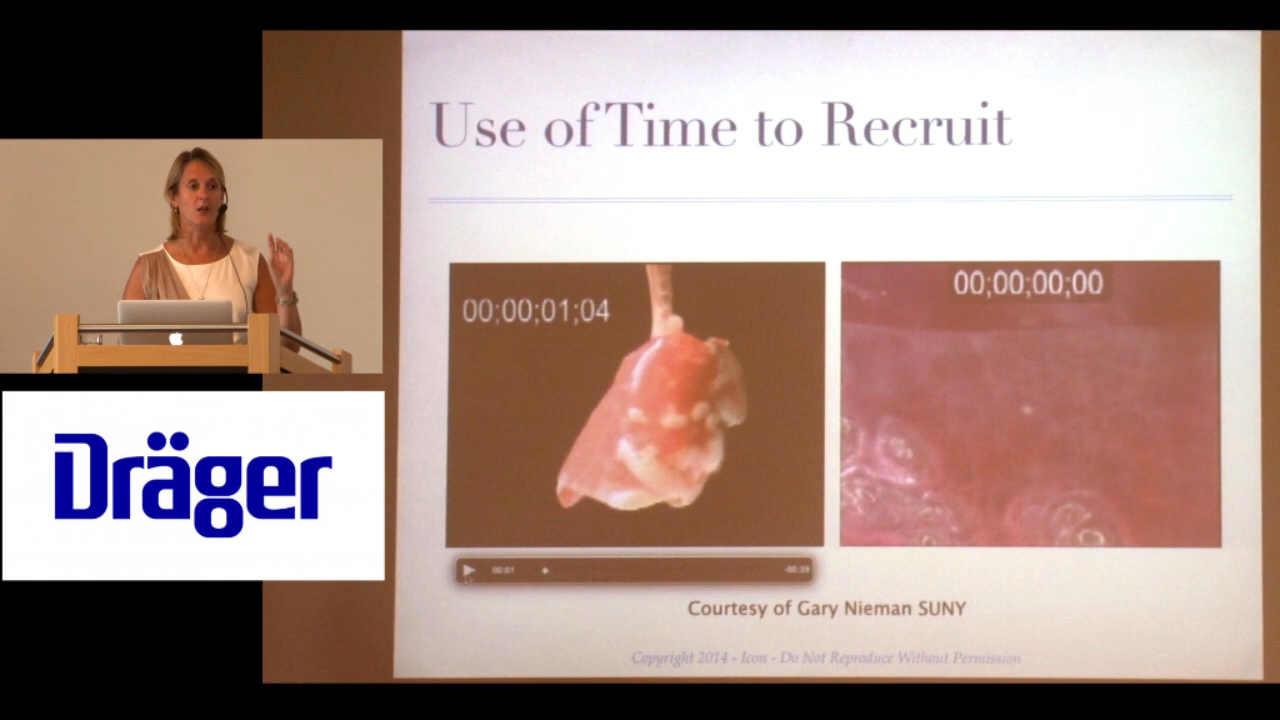 Use of Time to Recruit
00;00;01;04
00;00;00;00
00:01
-00:39
Courtesy of Gary Nieman SUNY
Copyright 2014 - Icon - Do Not Reproduce Without Permission
Dräger